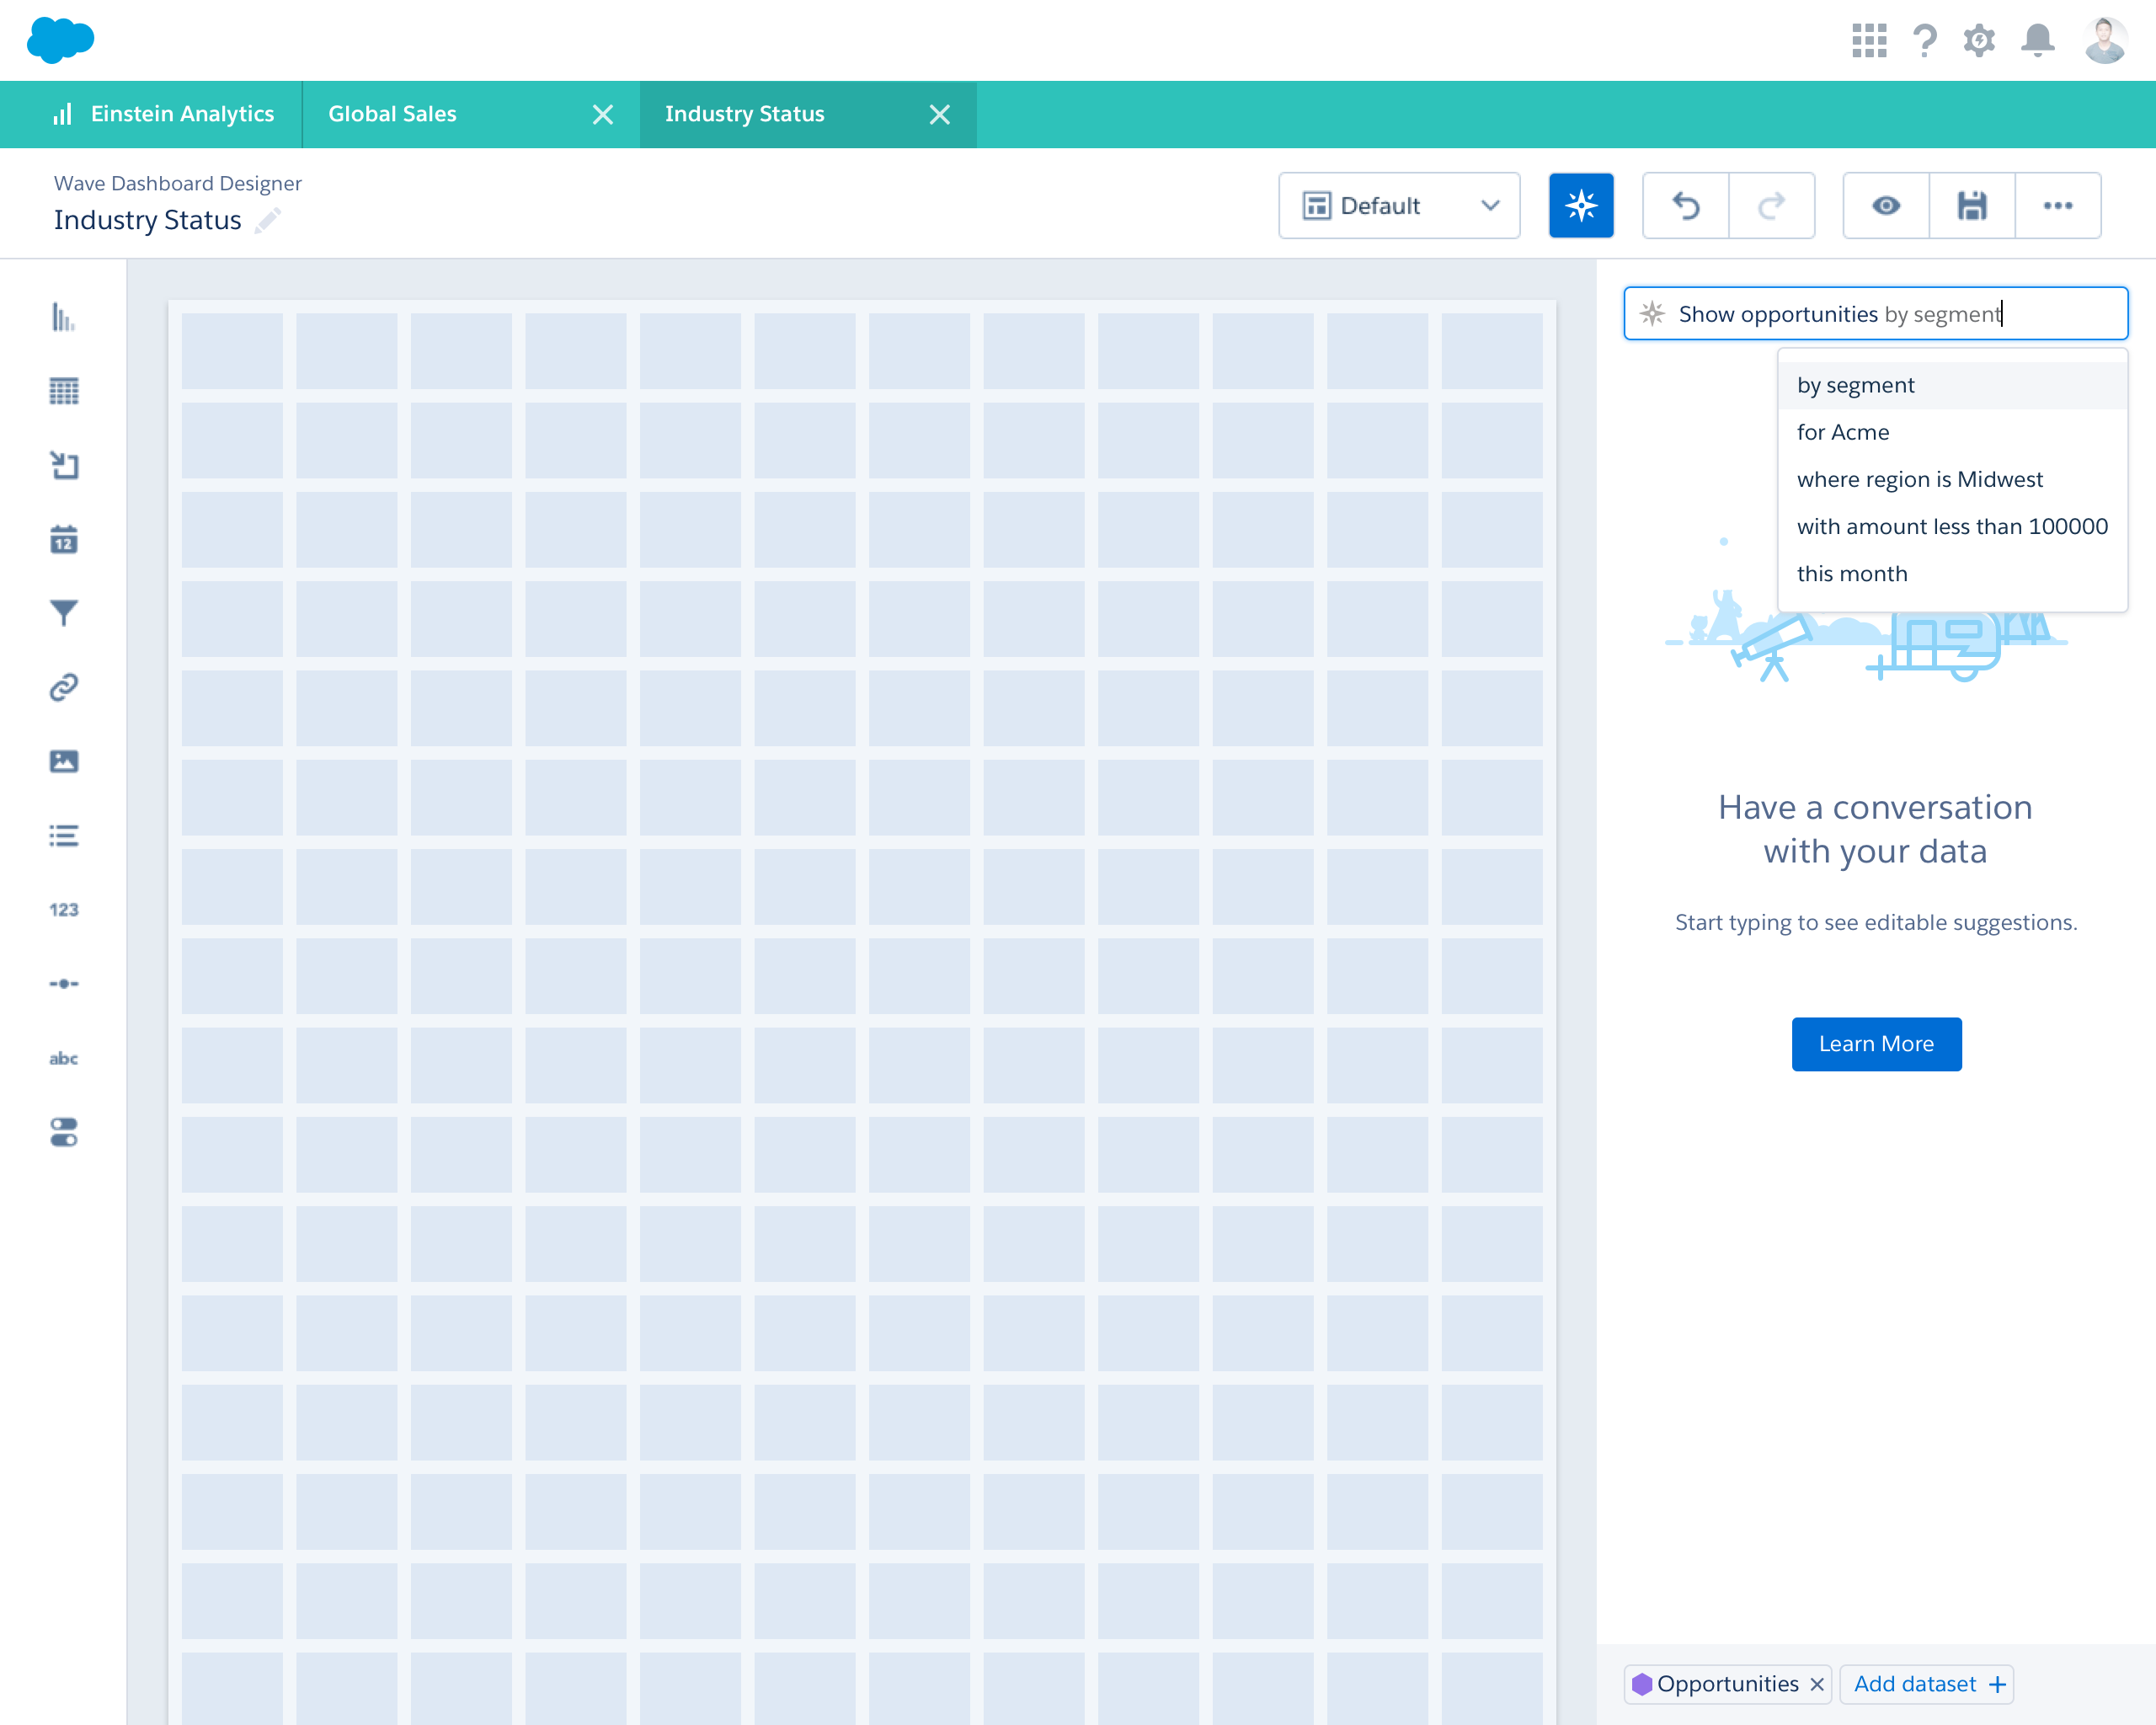 Einstein Analytics
Global Sales
Industry Status
Wave Dashboard Designer
Industry Status
Default
Show opportunities by segment
by segment
for Acme
where region is Midwest
with amount less than 100000
this month
12
123
abc
Have a conversation
with your data
Start typing to see editable suggestions.
Learn More
Opportunities
Add dataset